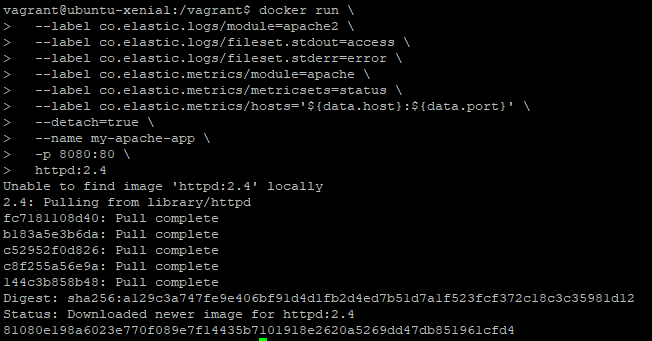 vagrant@ubuntu-xenial:/vagrant$ docker run \
>   --label co.elastic.logs/module=apache2 \
>   --label co.elastic.logs/fileset.stdout=access \
>   --label co.elastic.logs/fileset.stderr=error \
>   --label co.elastic.metrics/module=apache \
>   --label co.elastic.metrics/metricsets=status \
>   --label co.elastic.metrics/hosts='${data.host}:${data.port}' \
>   --detach=true \
>   --name my-apache-app \
>   -p 8080:80 \
>   httpd:2.4
Unable to find image 'httpd:2.4' locally
2.4: Pulling from library/httpd
fc7181108d40: Pull complete
b183a5e3b6da: Pull complete
c52952f0d826: Pull complete
c8f255a56e9a: Pull complete
144c3b858b48: Pull complete
Digest: sha256:a129c3a747fe9e406bf91d4d1fb2d4ed7b51d7a1f523fcf372c18c3c35981d12
Status: Downloaded newer image for httpd:2.4
81080e198a6023e770f089e7f14435b7101918e2620a5269dd47db851961cfd4